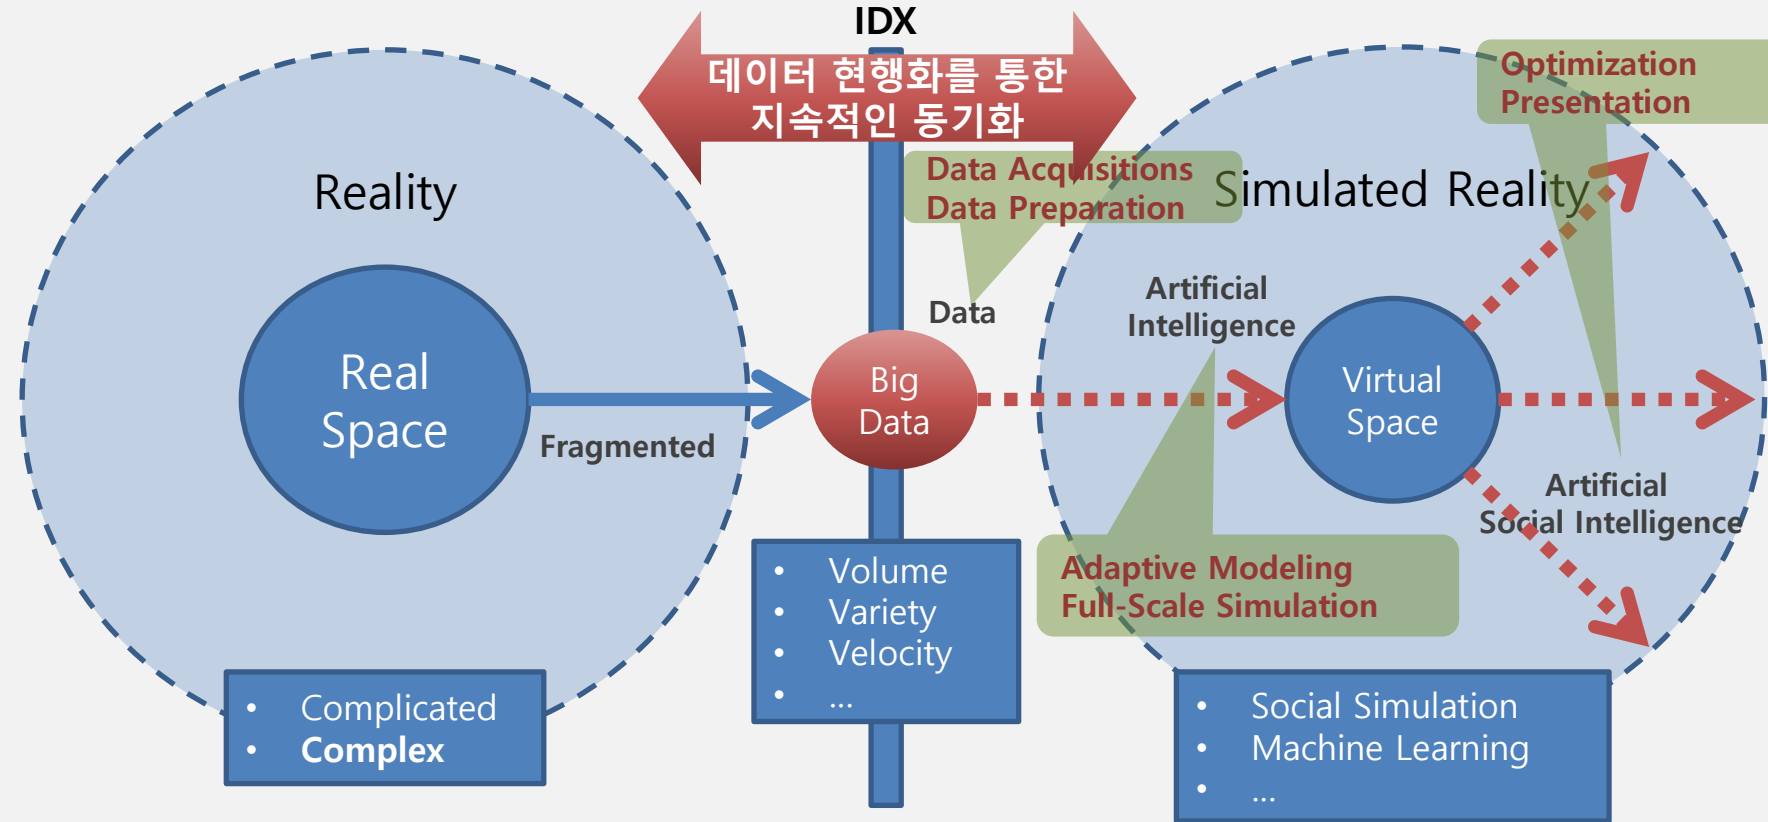 IDX
데이터 현행화를 통한
지속적인 동기화
Optimization
Presentation
Data Acquisitions
Data Preparation
Reality
Simulated Reality
Artificial
Intelligence
Data
Real
Space
Fragmented
Big
Data
Virtual
Space
Artificial
Social Intelligence
Adaptive Modeling
Full-Scale Simulation
• Volume
• Variety
• Velocity
• ...
• Complicated
• Complex
• Social Simulation
• Machine Learning
• ...